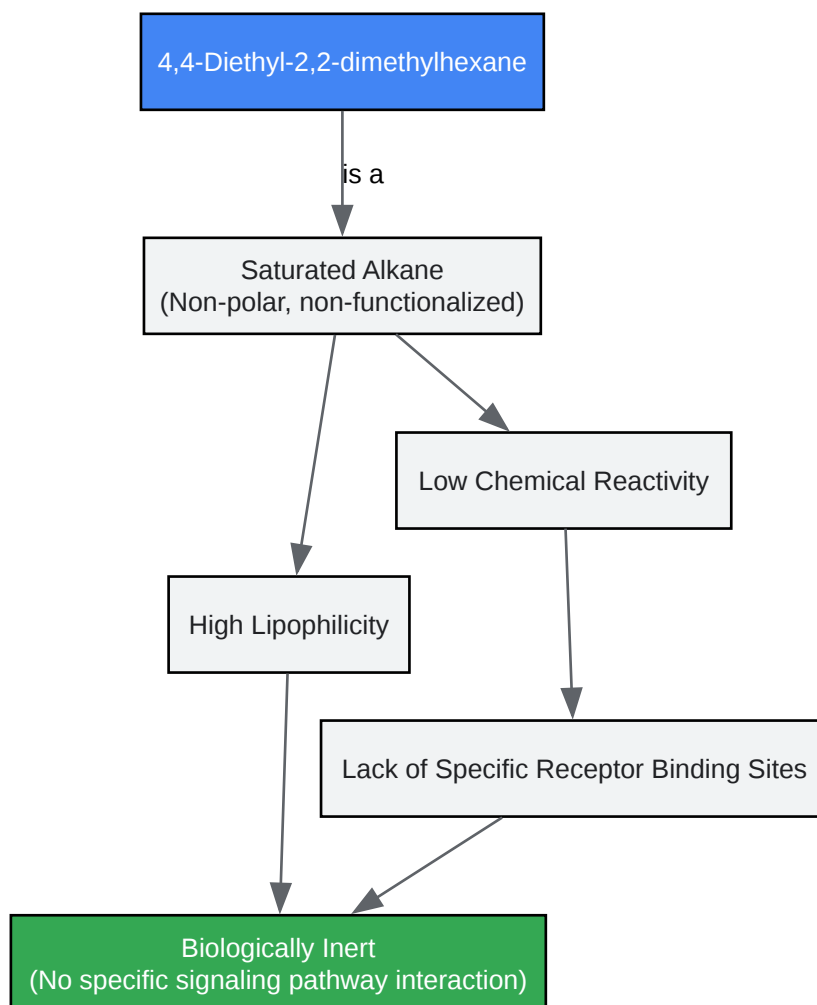 4,4-Diethyl-2,2-dimethylhexane
is a
Saturated Alkane
(Non-polar, non-functionalized)
Low Chemical Reactivity
High Lipophilicity
Lack of Specific Receptor Binding Sites
Biologically Inert
(No specific signaling pathway interaction)